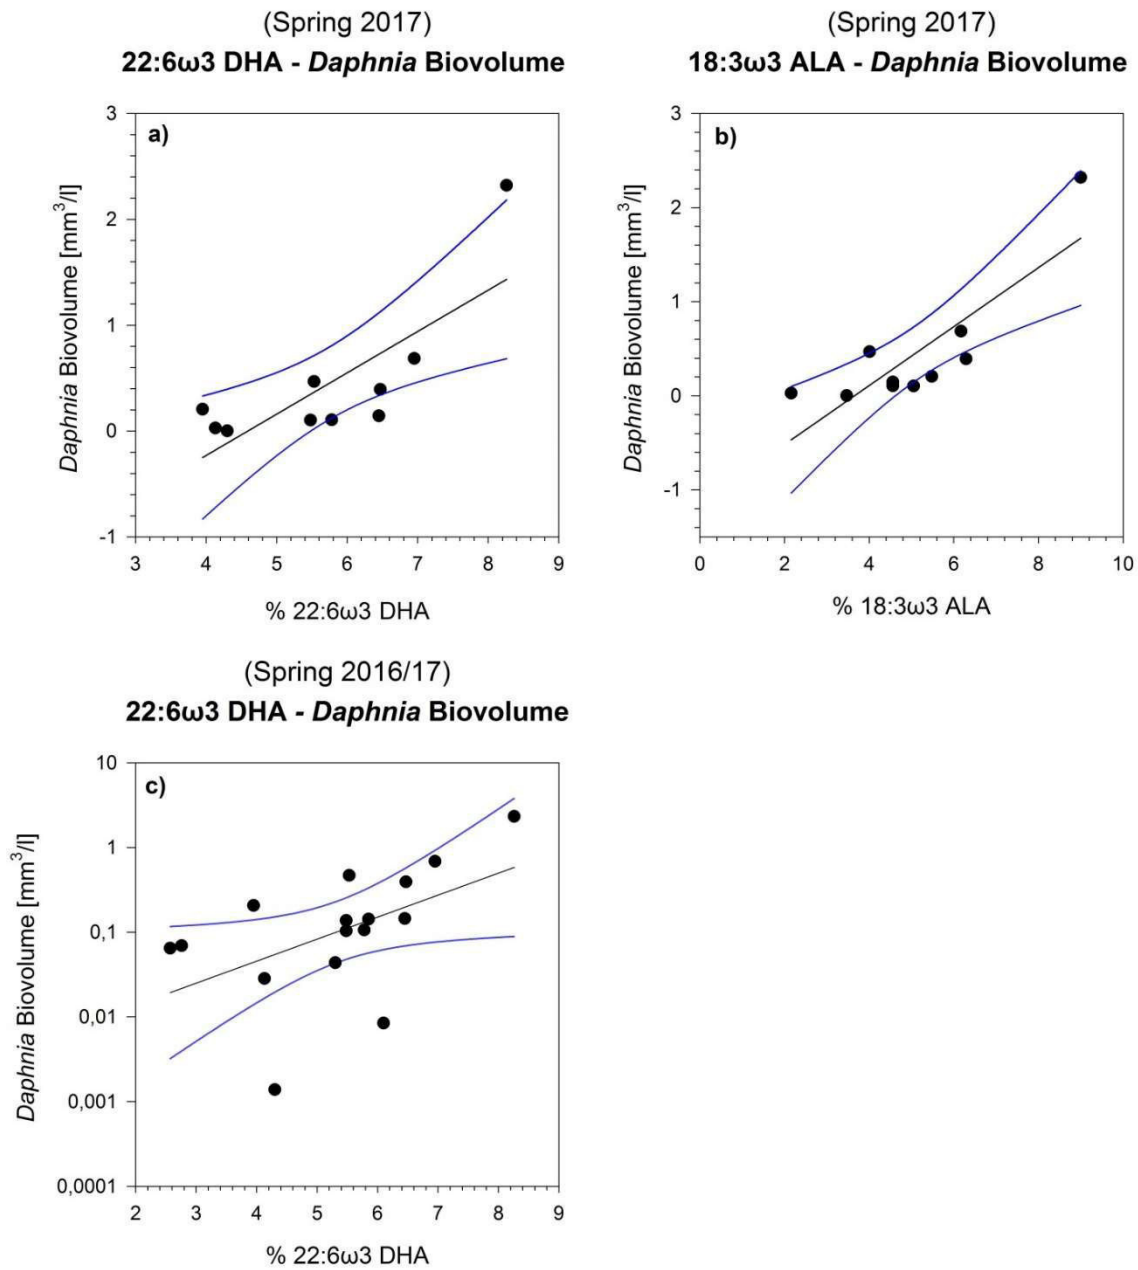 (Spring 2017)
22:6ω3 DHA - Daphnia Biovolume
a)
Daphnia Biovolume [mm³/l]
3
2
1
0
-1
3 4 5 6 7 8 9
% 22:6ω3 DHA
(Spring 2017)
18:3ω3 ALA - Daphnia Biovolume
b)
Daphnia Biovolume [mm³/l]
3
2
1
0
-1
0 2 4 6 8 10
% 18:3ω3 ALA
(Spring 2016/17)
22:6ω3 DHA - Daphnia Biovolume
c)
Daphnia Biovolume [mm³/l]
10
1
0,1
0,01
0,001
0,0001
2 3 4 5 6 7 8 9
% 22:6ω3 DHA